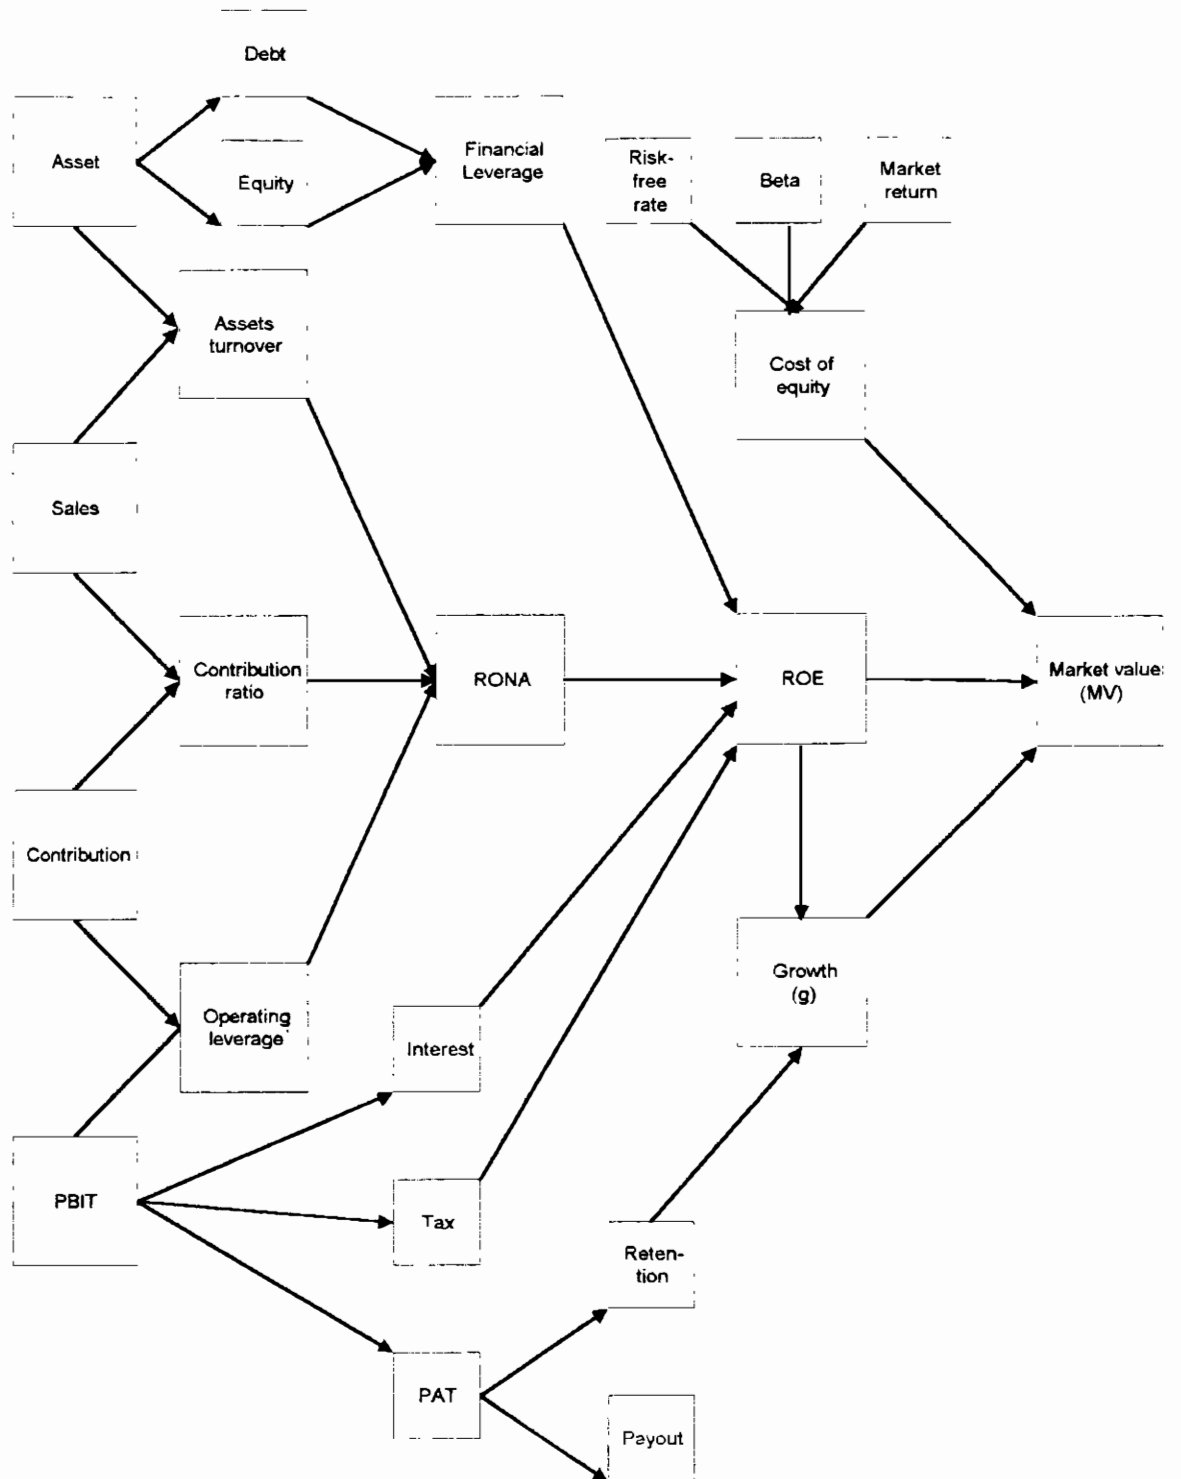 Debt
Asset
Equity
Financial
Leverage
Risk-
free
rate
Beta
Market
return
Assets
turnover
Cost of
equity
Sales
Contribution
ratio
RONA
ROE
Market value
(MV)
Contribution
Growth
(g)
Operating
leverage
Interest
PBIT
Tax
Reten-
tion
PAT
Payout